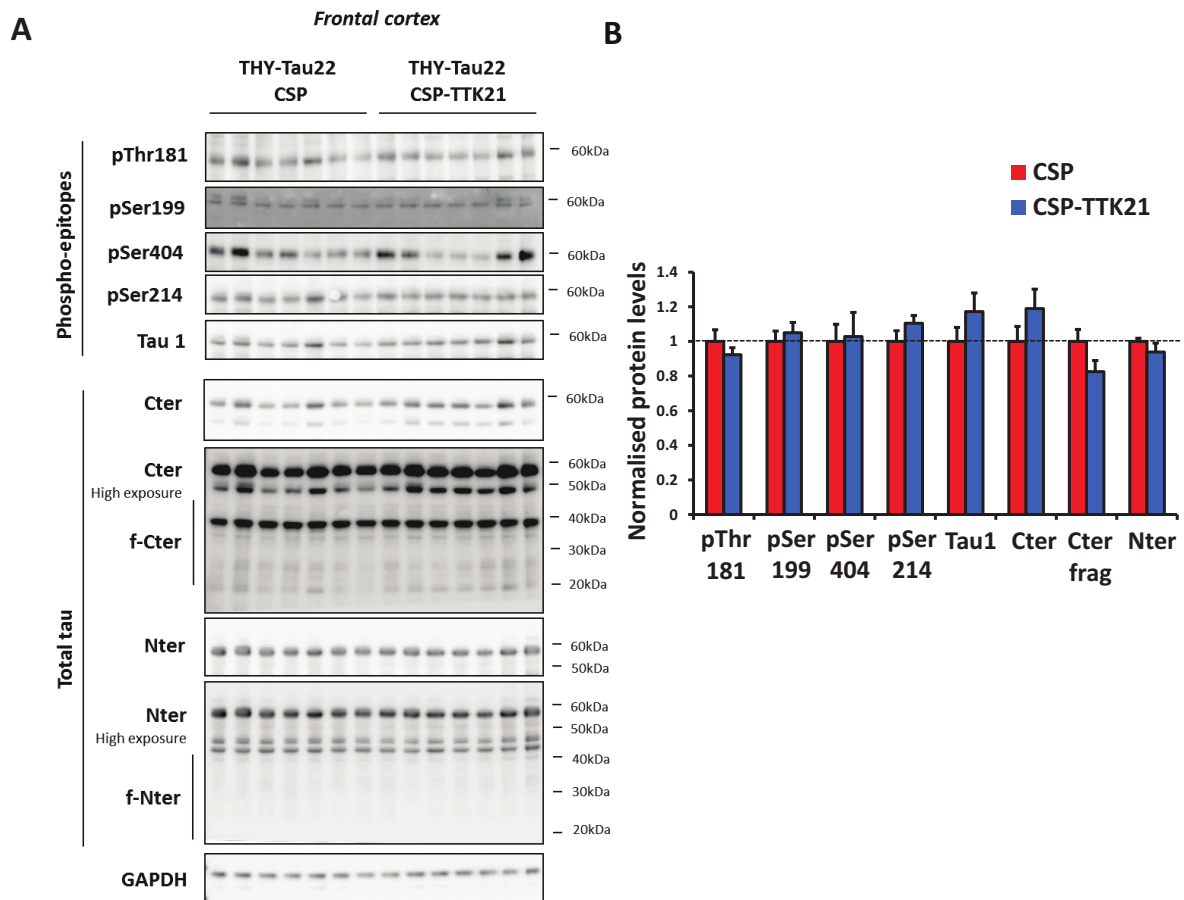 A
Frontal cortex
THY-Tau22
CSP
THY-Tau22
CSP-TTK21
Phospho-epitopes
pThr181
60kDa
pSer199
60kDa
pSer404
60kDa
pSer214
60kDa
Tau 1
60kDa
Total tau
Cter
60kDa
Cter
High exposure
f-Cter
60kDa
50kDa
40kDa
30kDa
20kDa
Nter
60kDa
50kDa
Nter
High exposure
f-Nter
60kDa
50kDa
40kDa
30kDa
20kDa
GAPDH
B
CSP
CSP-TTK21
Normalised protein levels
1.4
1.2
1
0.8
0.6
0.4
0.2
0
pThr
181
pSer
199
pSer
404
pSer
214
Tau1
Cter
Cter
frag
Nter